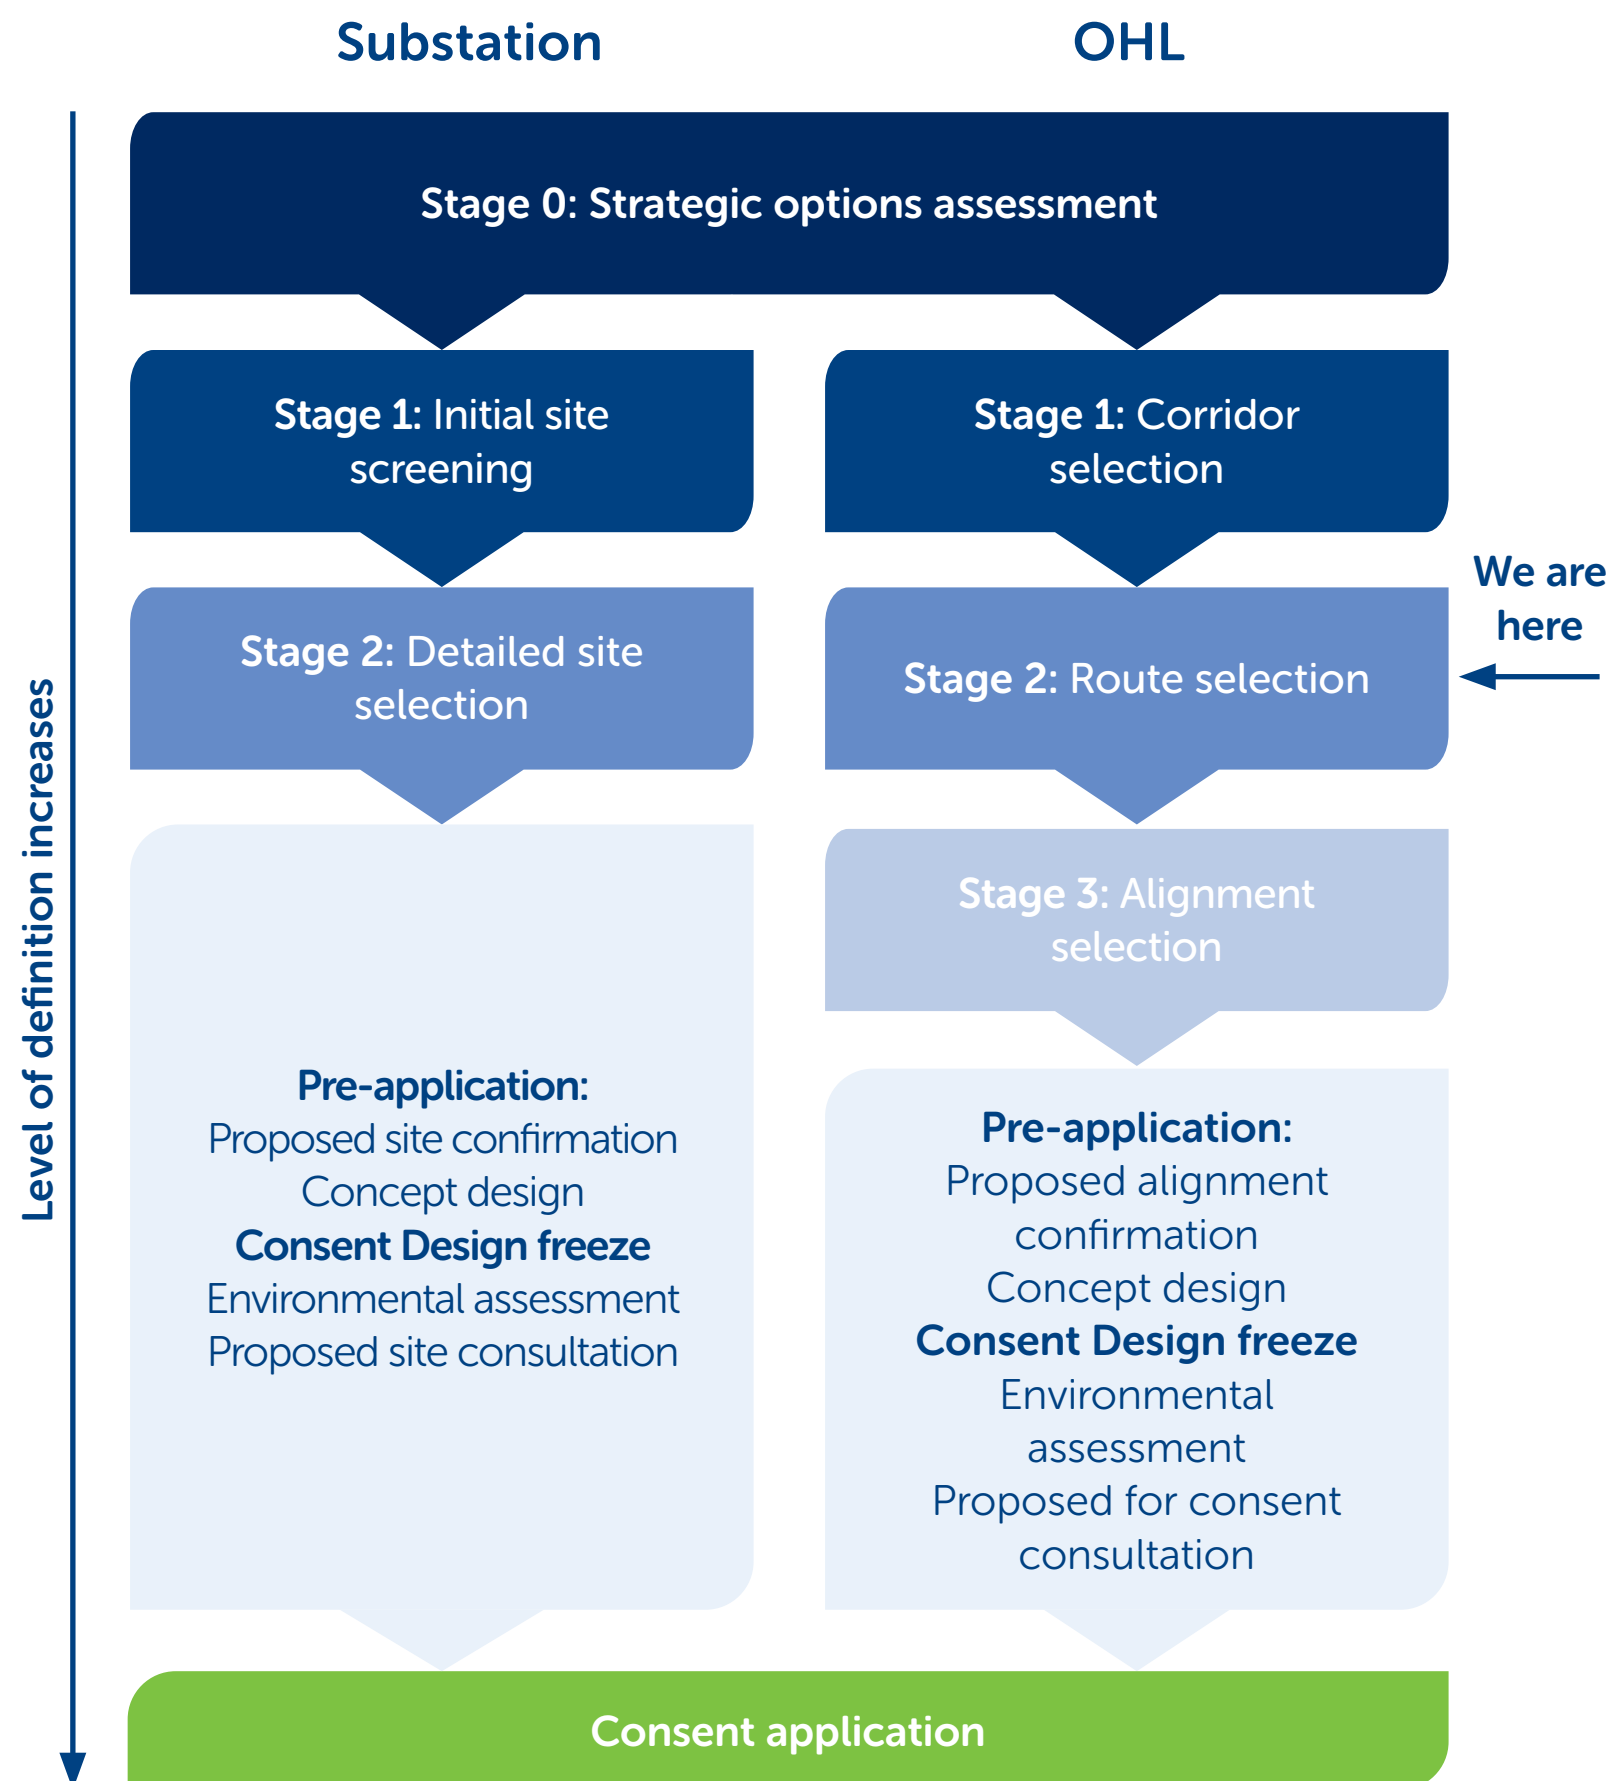 Substation
OHL
Stage 0: Strategic options assessment
Stage 1: Initial site
screening
Stage 1: Corridor
selection
We are
here
Stage 2: Detailed site
selection
Stage 2: Route selection
Level of definition increases
Stage 3: Alignment
selection
Pre-application:
Proposed site confirmation
Concept design
Consent Design freeze
Environmental assessment
Proposed site consultation
Pre-application:
Proposed alignment
confirmation
Concept design
Consent Design freeze
Environmental
assessment
Proposed for consent
consultation
Consent application